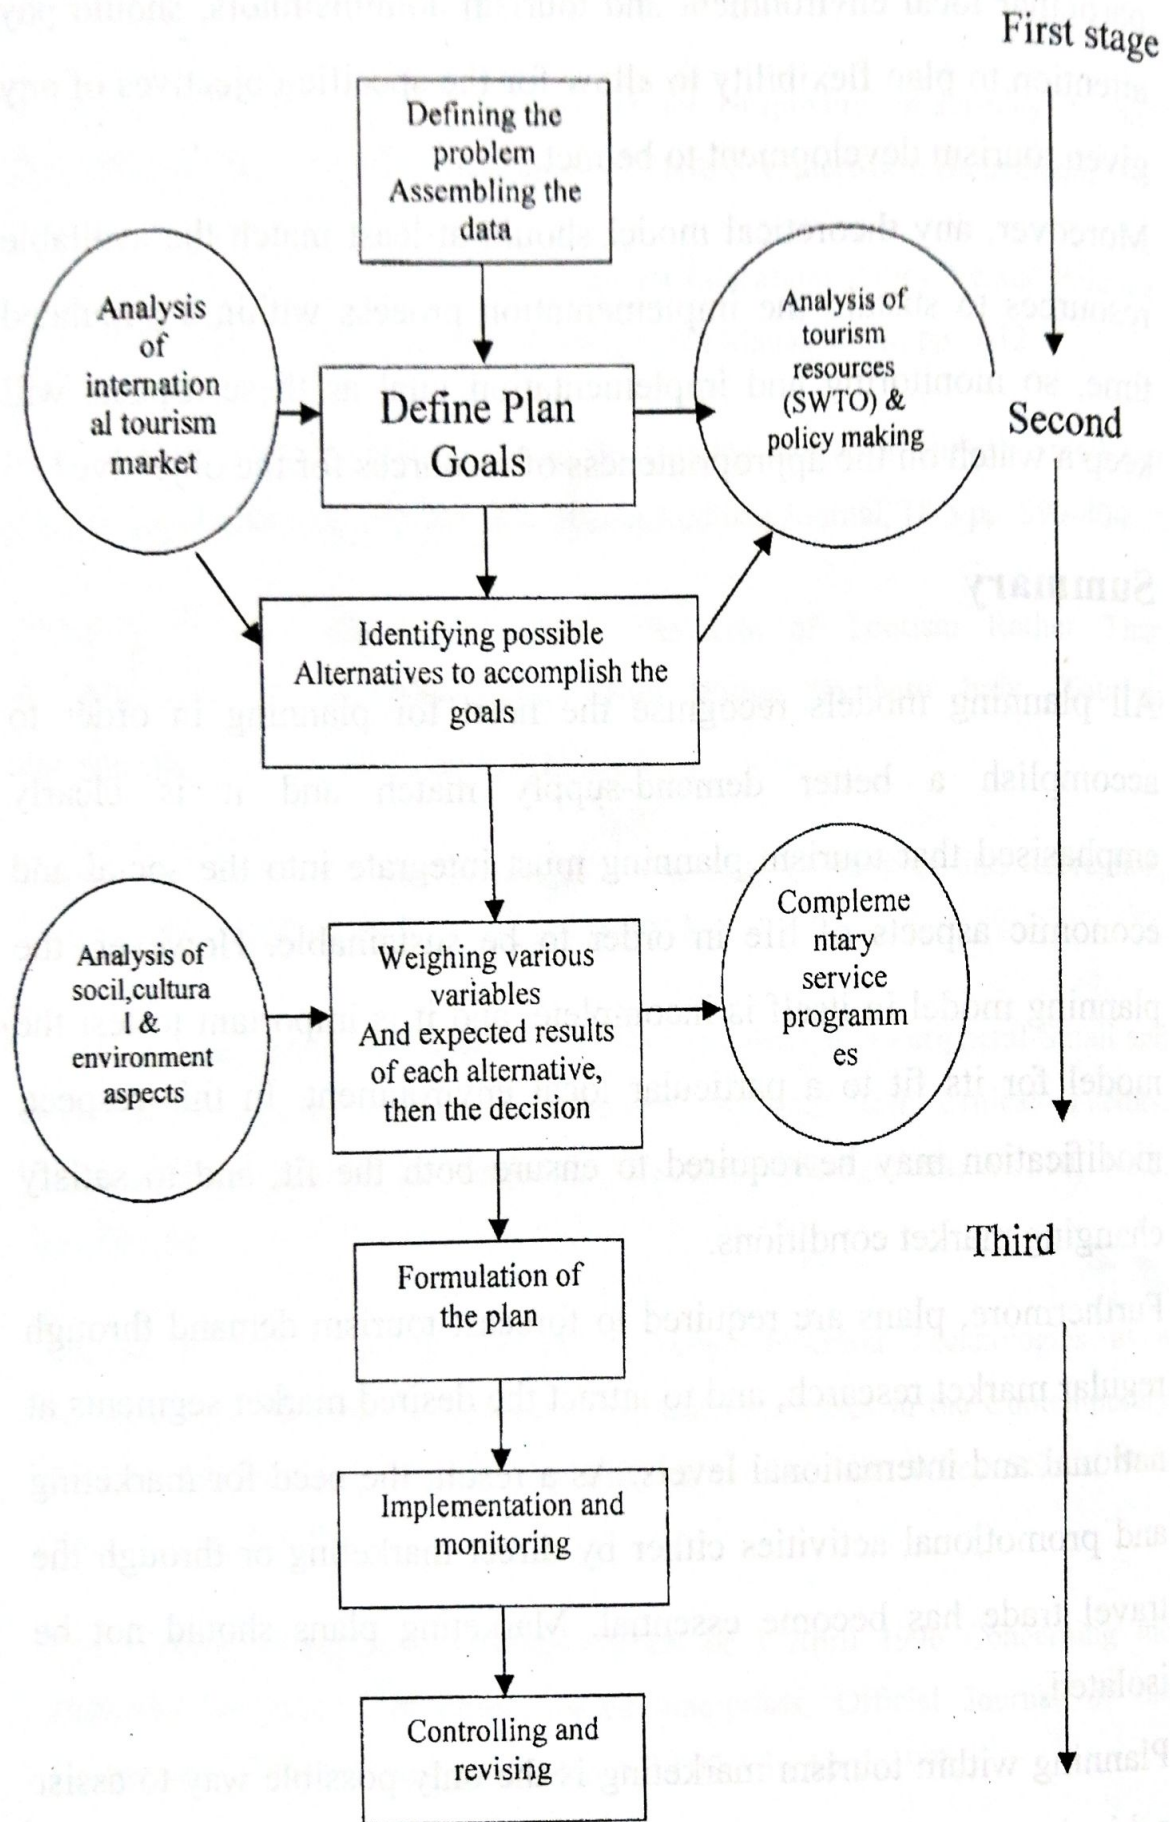 First stage
Defining the
problem
Assembling the
data
Analysis
of
internation
al tourism
market
Define Plan
Goals
Analysis of
tourism
resources
(SWTO) &
policy making
Second
Identifying possible
Alternatives to accomplish the
goals
Analysis of
socil,cultura
l &
environment
aspects
Weighing various
variables
And expected results
of each alternative,
then the decision
Compleme
ntary
service
programm
es
Third
Formulation of
the plan
Implementation and
monitoring
Controlling and
revising